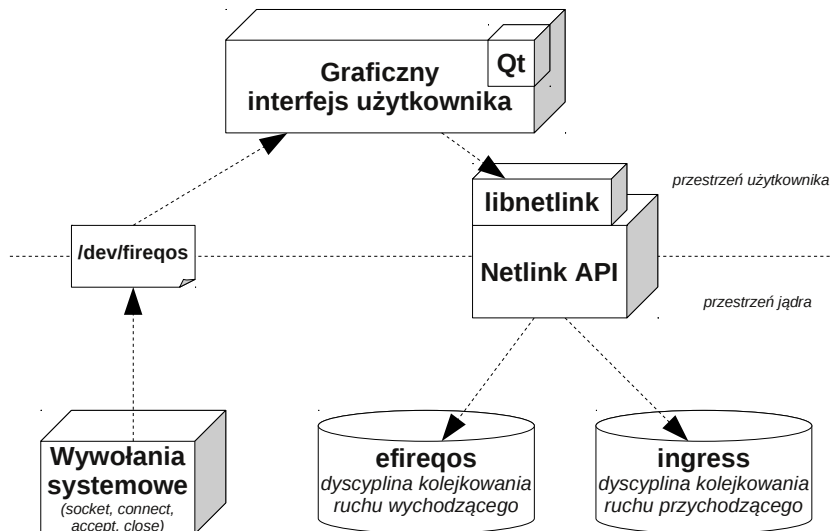 Graficzny
interfejs użytkownika
Qt
przestrzeń użytkownika
libnetlink
/dev/fireqos
Netlink API
przestrzeń jądra
Wywołania
systemowe
(socket, connect,
accept, close)
efireqos
dyscyplina kolejkowania
ruchu wychodzącego
ingress
dyscyplina kolejkowania
ruchu przychodzącego